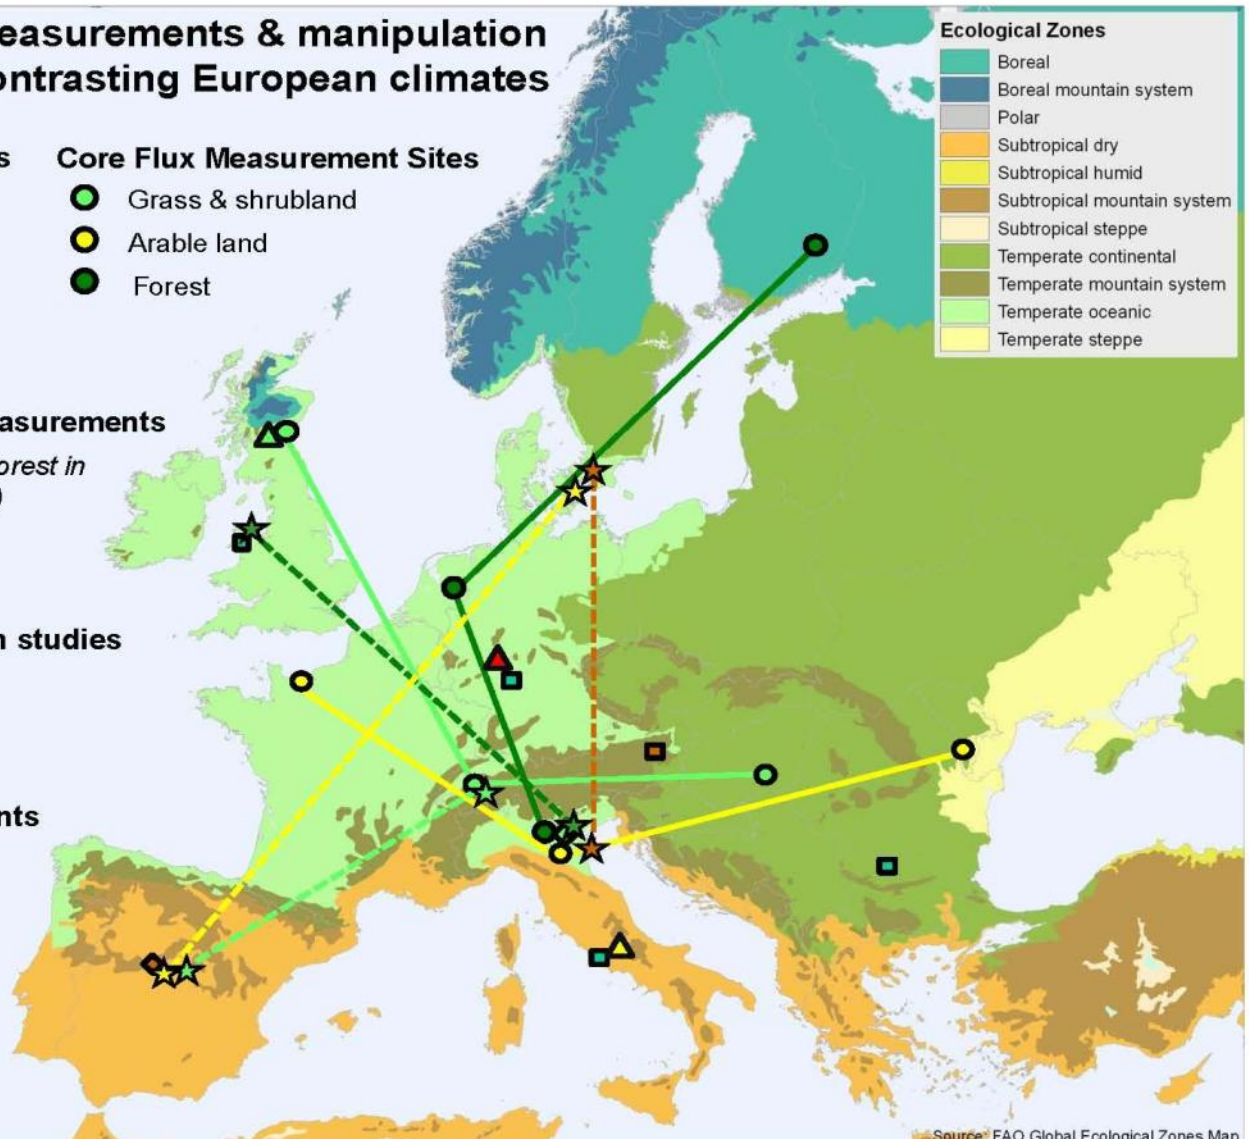 easurements & manipulation
ontrasting European climates
s
Core Flux Measurement Sites
Grass & shrubland
Arable land
Forest
asurements
orest in
)
n studies
nts
Ecological Zones
Boreal
Boreal mountain system
Polar
Subtropical dry
Subtropical humid
Subtropical mountain system
Subtropical steppe
Temperate continental
Temperate mountain system
Temperate oceanic
Temperate steppe
Source: FAO Global Ecological Zones Map